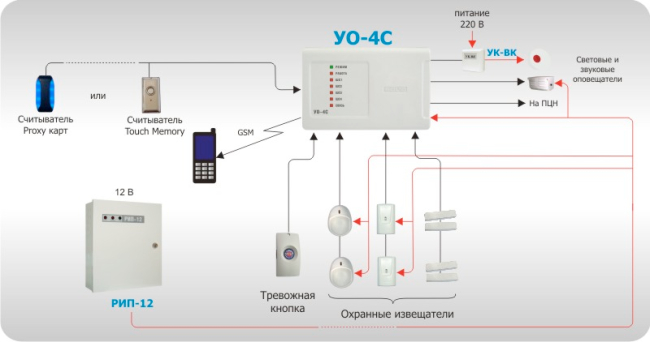 питание
220 В
УО-4С
УК-ВК
Световые и
звуковые
оповещатели
На ПЦН
или
Считыватель
Proxy карт
Считыватель
Touch Memory
GSM
УО-4С
12 В
РИП-12
РИП-12
Тревожная
кнопка
Охранные извещатели